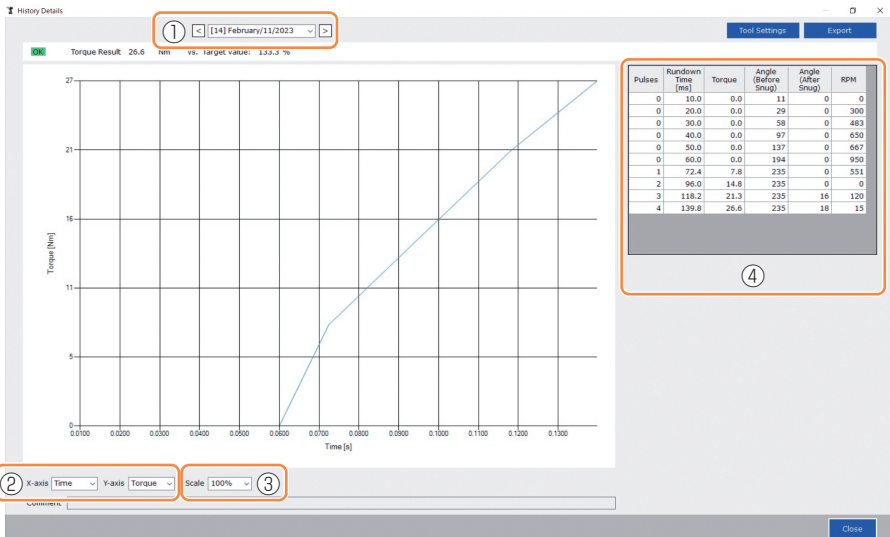 History Details
① < [14] February/11/2023 >
Tool Settings Export
OK Torque Result 26.6 Nm vs. Target value: 133.3 %
27
21
16
11
5
0
Torque [Nm]
0.0100 0.0200 0.0300 0.0400 0.0500 0.0600 0.0700 0.0800 0.0900 0.1000 0.1100 0.1200 0.1300
Time [s]
Pulses Rundown Time [ms] Torque Angle (Before Snug) Angle (After Snug) RPM
0 10.0 0.0 11 0 0
0 20.0 0.0 29 0 300
0 30.0 0.0 58 0 483
0 40.0 0.0 97 0 650
0 50.0 0.0 137 0 667
0 60.0 0.0 194 0 950
1 72.4 7.8 235 0 551
2 96.0 14.8 235 0 0
3 118.2 21.3 235 16 120
4 139.8 26.6 235 18 15
④
② X-axis Time Y-axis Torque Scale 100% ③
Comment
Close